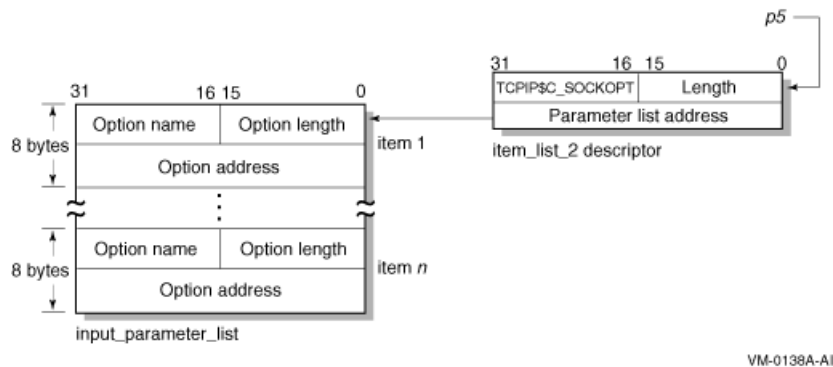 p5
31 16 15 0
TCPIP$C_SOCKOPT Length
Parameter list address
item_list_2 descriptor
31 16 15 0
8 bytes
Option name Option length
item 1
Option address
8 bytes
Option name Option length
item n
Option address
input_parameter_list
VM-0138A-AI